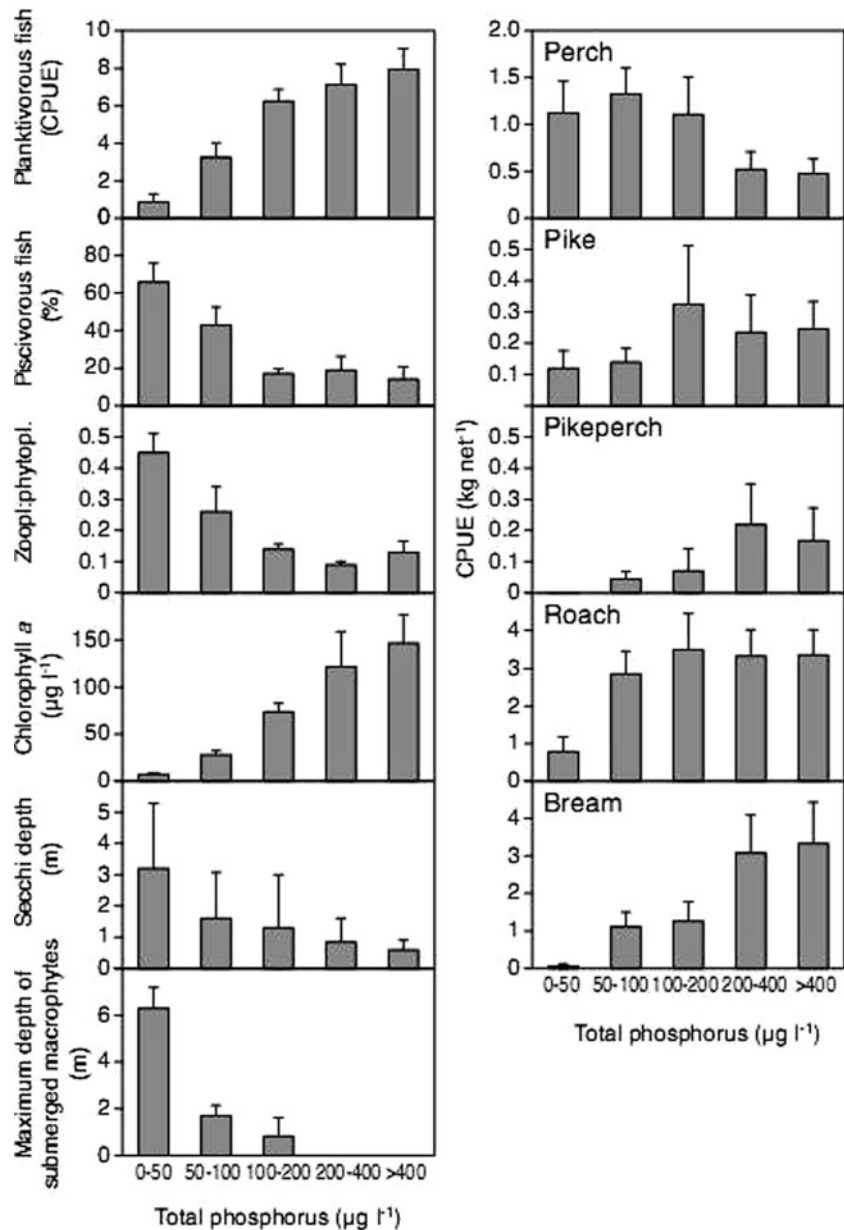 Planktivorous fish
(CPUE)
10
8
6
4
2
0
Piscivorous fish
(%)
80
60
40
20
0
Zoopl:phytopl.
0.5
0.4
0.3
0.2
0.1
0
Chlorophyll a
(µg l⁻¹)
150
100
50
0
Secchi depth
(m)
5
4
3
2
1
0
Maximum depth of
submerged macrophytes
(m)
6
4
2
0
0-50 50-100 100-200 200-400 >400
Total phosphorus (µg l⁻¹)
CPUE (kg net⁻¹)
Perch
2.0
1.5
1.0
0.5
0
Pike
0.5
0.4
0.3
0.2
0.1
Pikeperch
0.5
0.4
0.3
0.2
0.1
0
Roach
4
3
2
1
0
Bream
4
3
2
1
0
0-50 50-100 100-200 200-400 >400
Total phosphorus (µg l⁻¹)